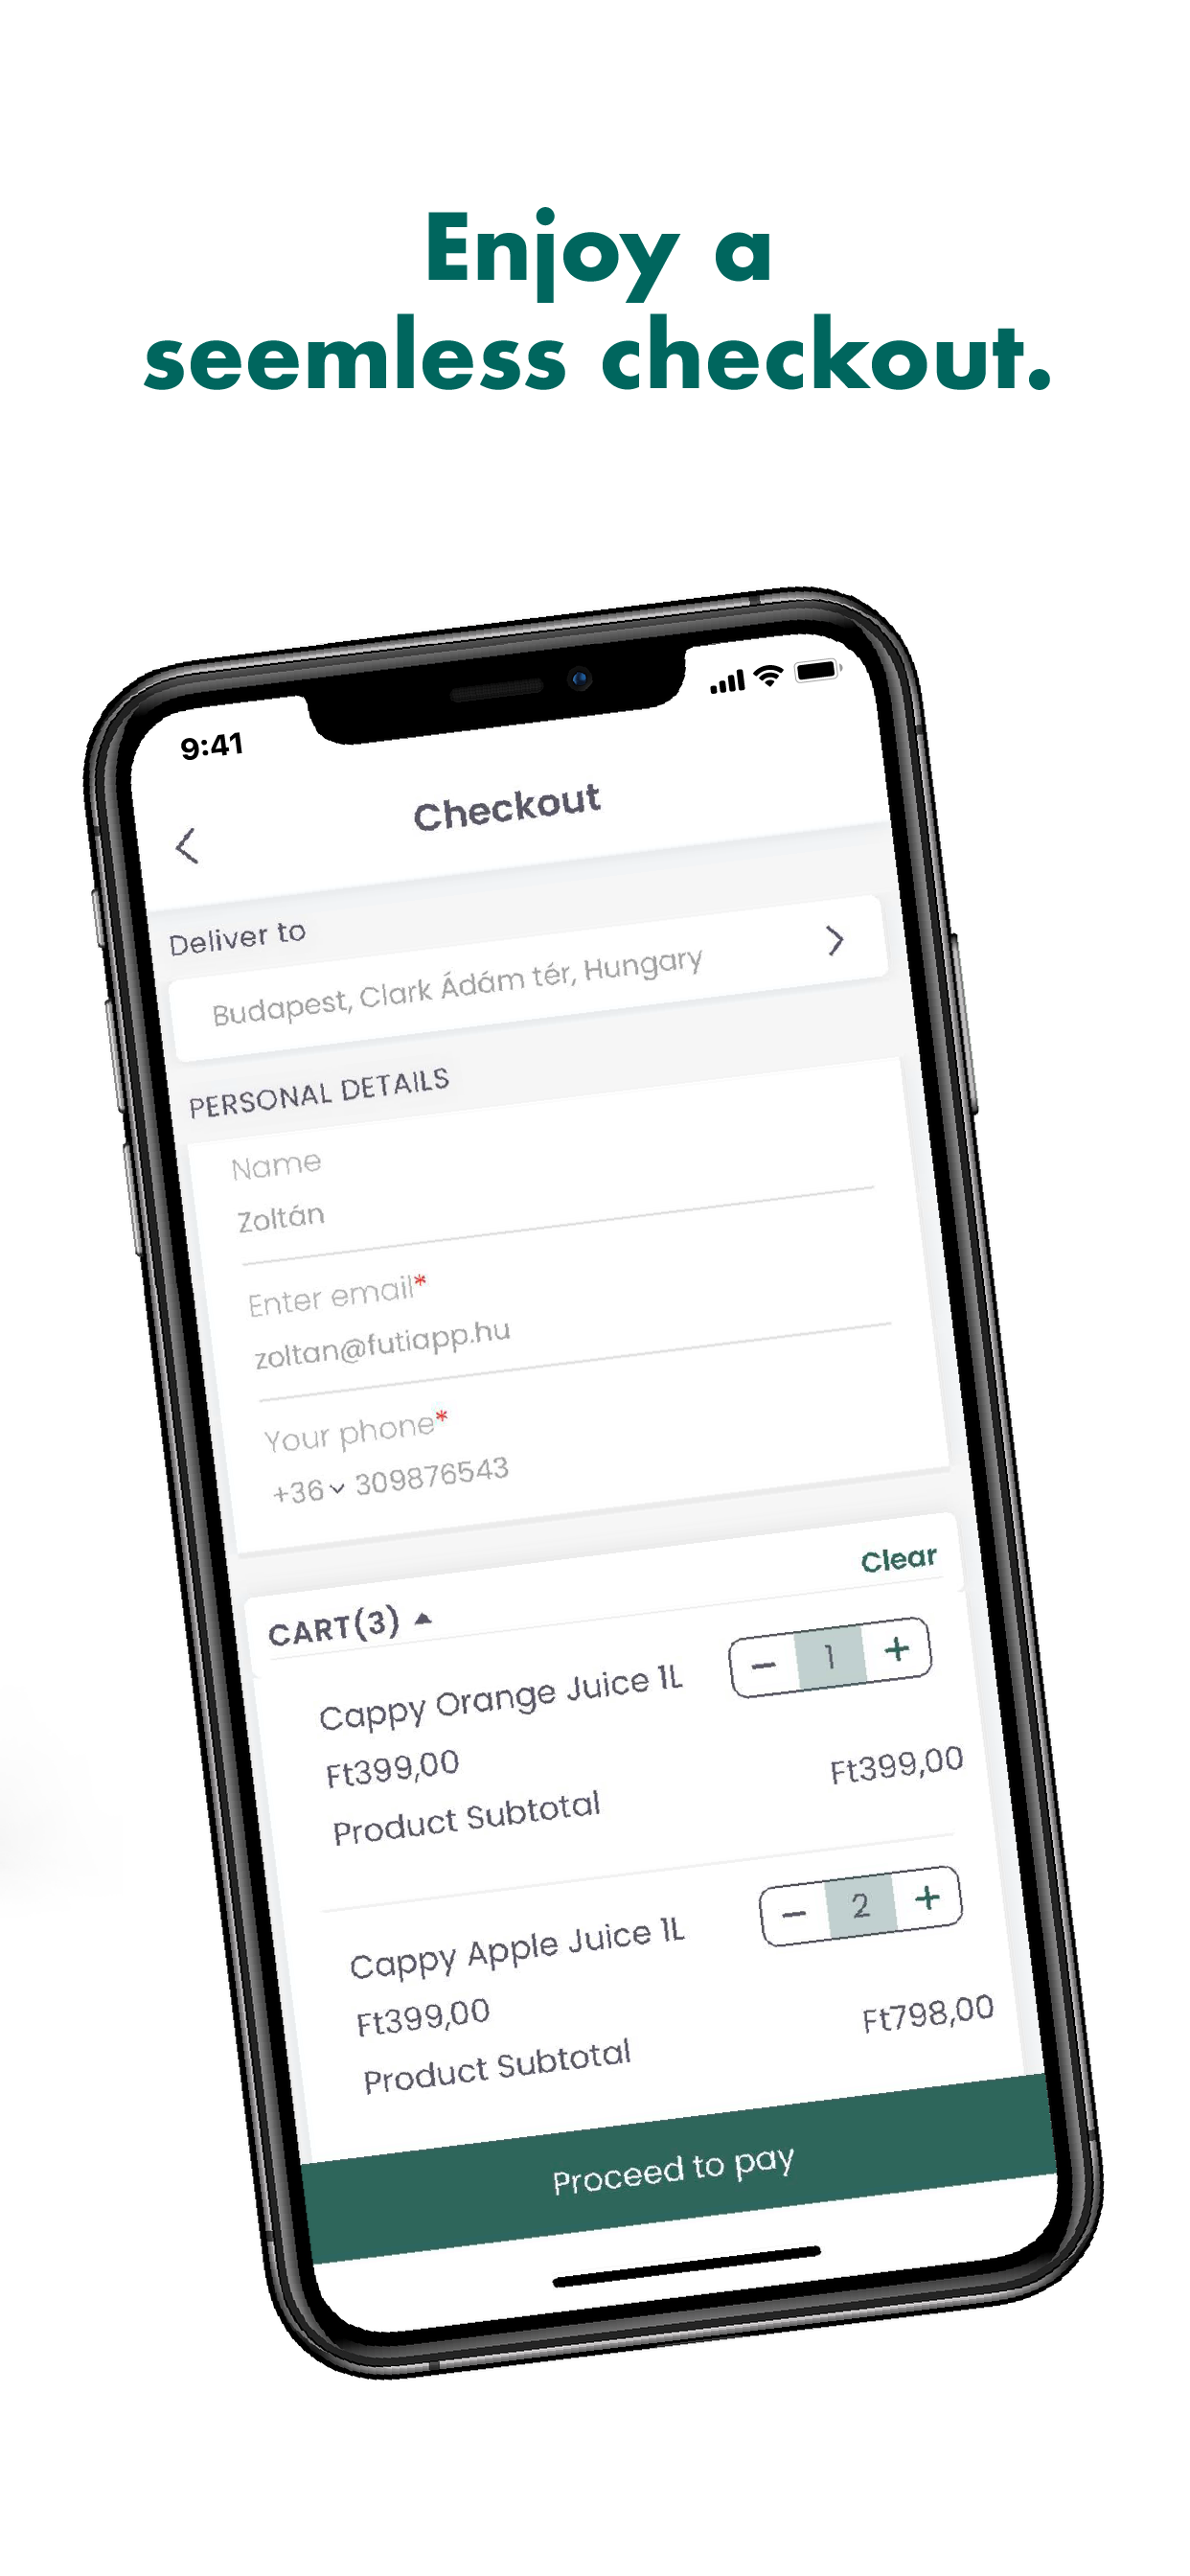 Enjoy a
seemless checkout.
9:41
Checkout
Deliver to
Budapest, Clark Ádám tér, Hungary
PERSONAL DETAILS
Name
Zoltán
Enter email*
zoltan@futiapp.hu
Your phone*
+36 309876543
Clear
CART(3)
Cappy Orange Juice 1L
1
Ft399,00
Product Subtotal
Ft399,00
Cappy Apple Juice 1L
2
Ft399,00
Product Subtotal
Ft798,00
Proceed to pay